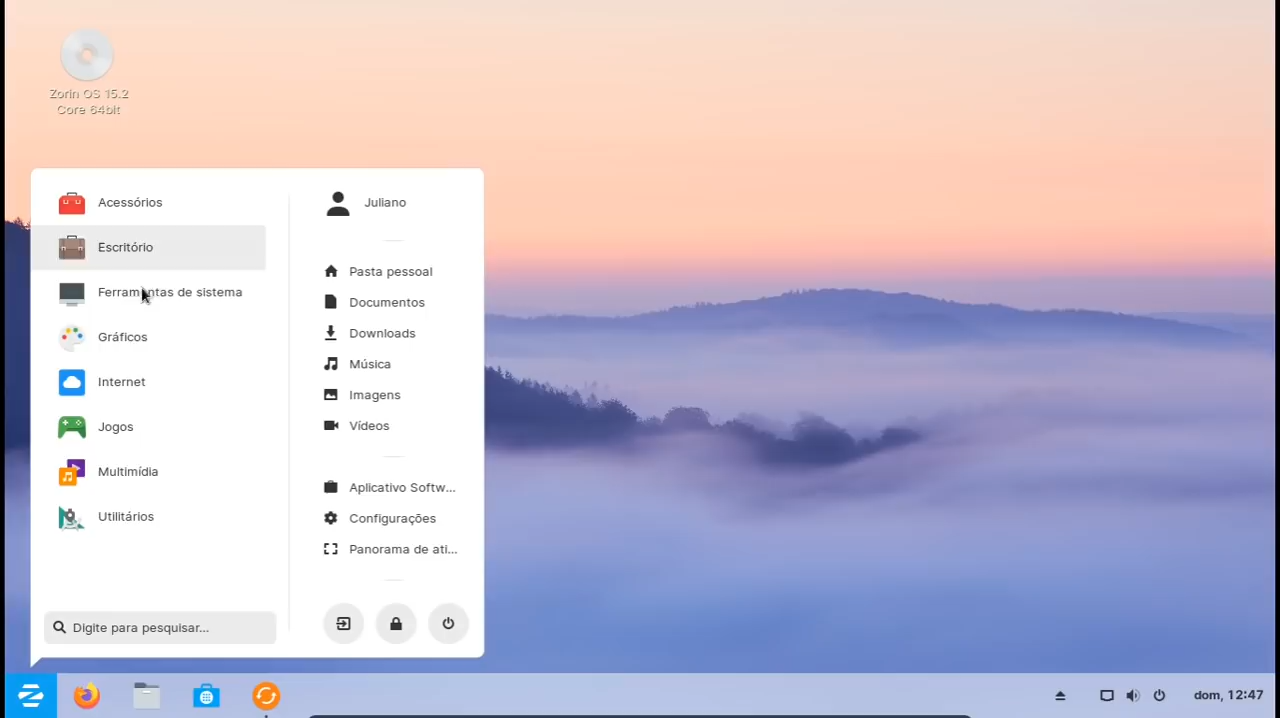 Zorin OS 15.2
Core 64bit
Acessórios
Escritório
Ferramentas de sistema
Gráficos
Internet
Jogos
Multimídia
Utilitários
Digite para pesquisar...
Juliano
Pasta pessoal
Documentos
Downloads
Música
Imagens
Vídeos
Aplicativo Softw...
Configurações
Panorama de ati...
dom, 12:47